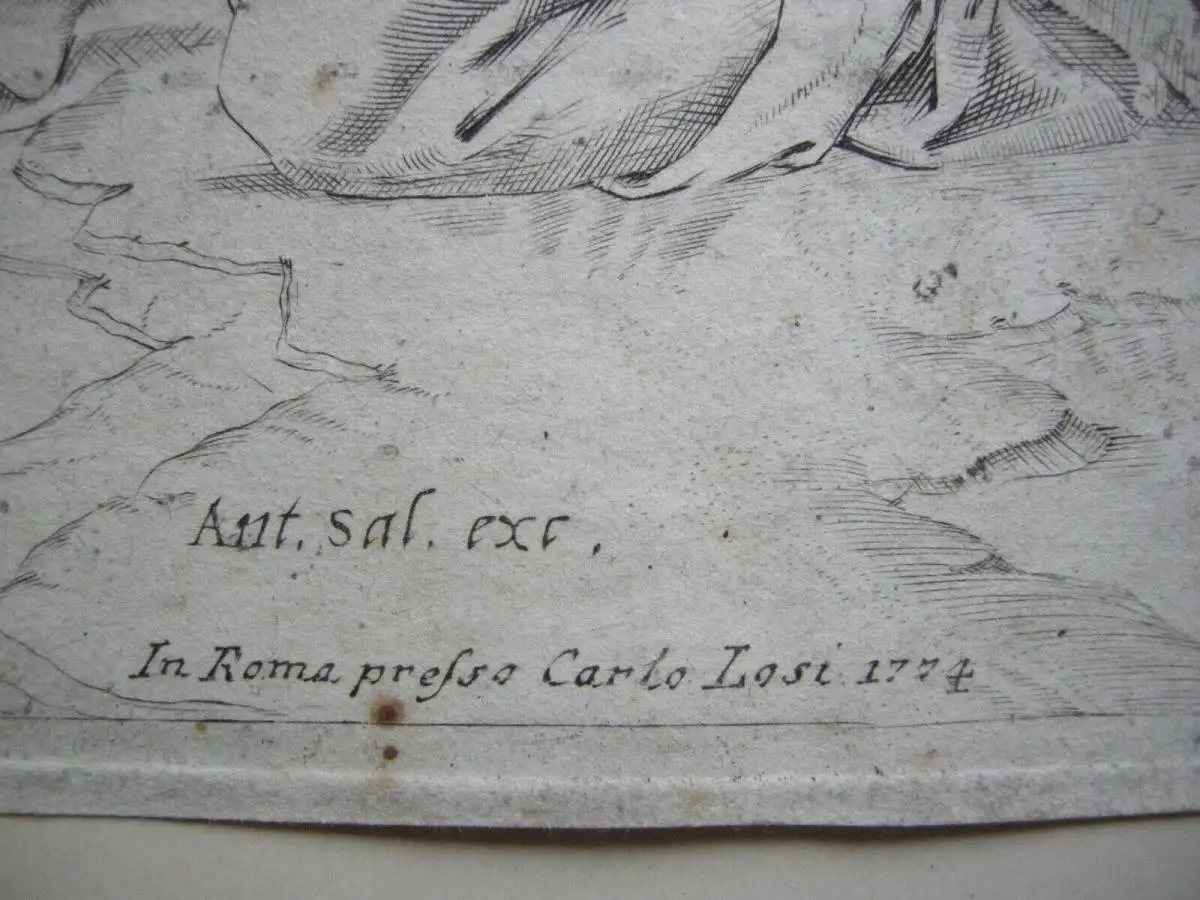 Ant. Sal. exc.
In Roma preſso Carlo Losi 1774